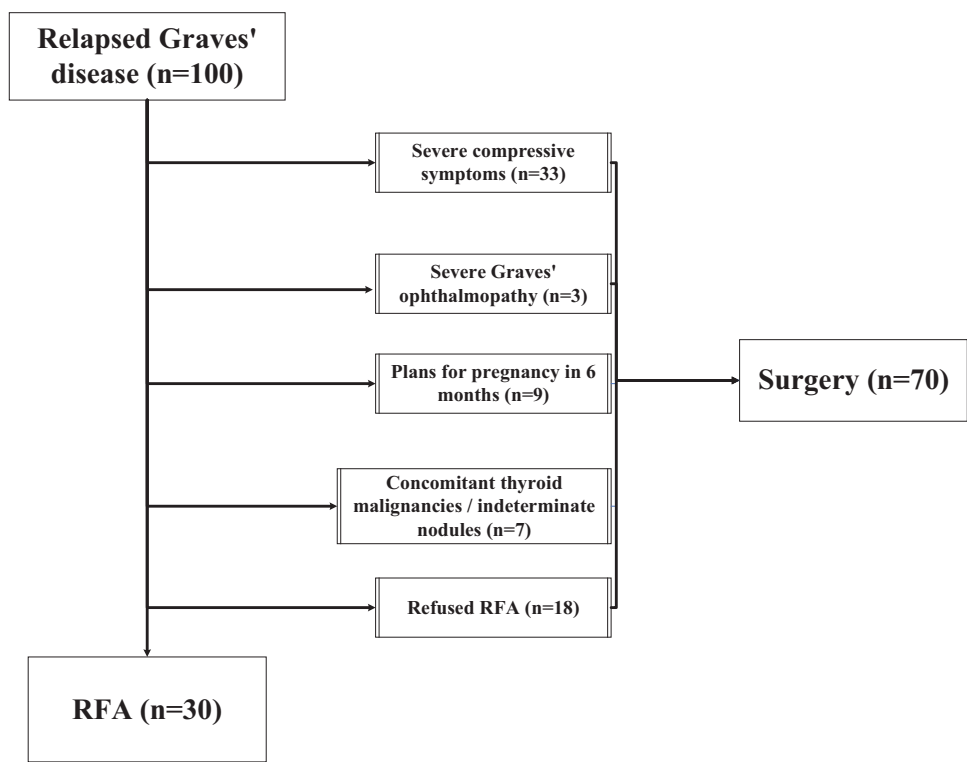 Relapsed Graves'
disease (n=100)
Severe compressive
symptoms (n=33)
Severe Graves'
ophthalmopathy (n=3)
Plans for pregnancy in 6
months (n=9)
Surgery (n=70)
Concomitant thyroid
malignancies / indeterminate
nodules (n=7)
Refused RFA (n=18)
RFA (n=30)